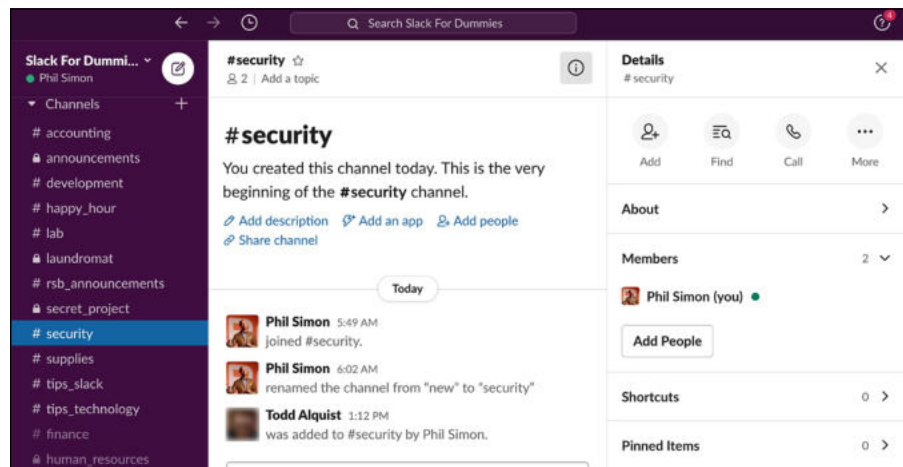 Search Slack For Dummies
4
Slack For Dummi...
Phil Simon
Channels
# accounting
announcements
# development
# happy_hour
# lab
laundromat
# rsb_announcements
secret_project
# security
# supplies
# tips_slack
# tips_technology
# finance
human_resources
#security
2 | Add a topic
#security
You created this channel today. This is the very
beginning of the #security channel.
Add description Add an app Add people
Share channel
Today
Phil Simon 5:49 AM
joined #security.
Phil Simon 6:02 AM
renamed the channel from "new" to "security"
Todd Alquist 1:12 PM
was added to #security by Phil Simon.
Details
# security
Add Find Call More
About
Members 2
Phil Simon (you)
Add People
Shortcuts 0
Pinned Items 0